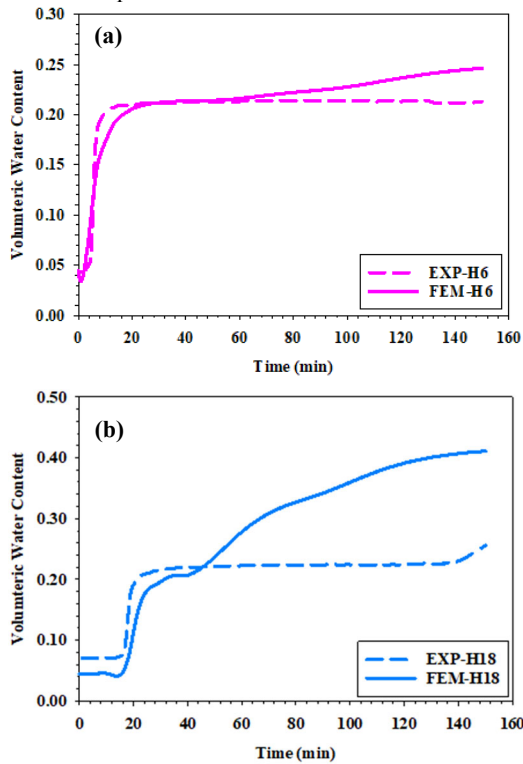 (a)
Volumteric Water Content
0.30
0.25
0.20
0.15
0.10
0.05
0.00
EXP-H6
FEM-H6
0 20 40 60 80 100 120 140 160
Time (min)
(b)
Volumteric Water Content
0.50
0.40
0.30
0.20
0.10
0.00
EXP-H18
FEM-H18
0 20 40 60 80 100 120 140 160
Time (min)